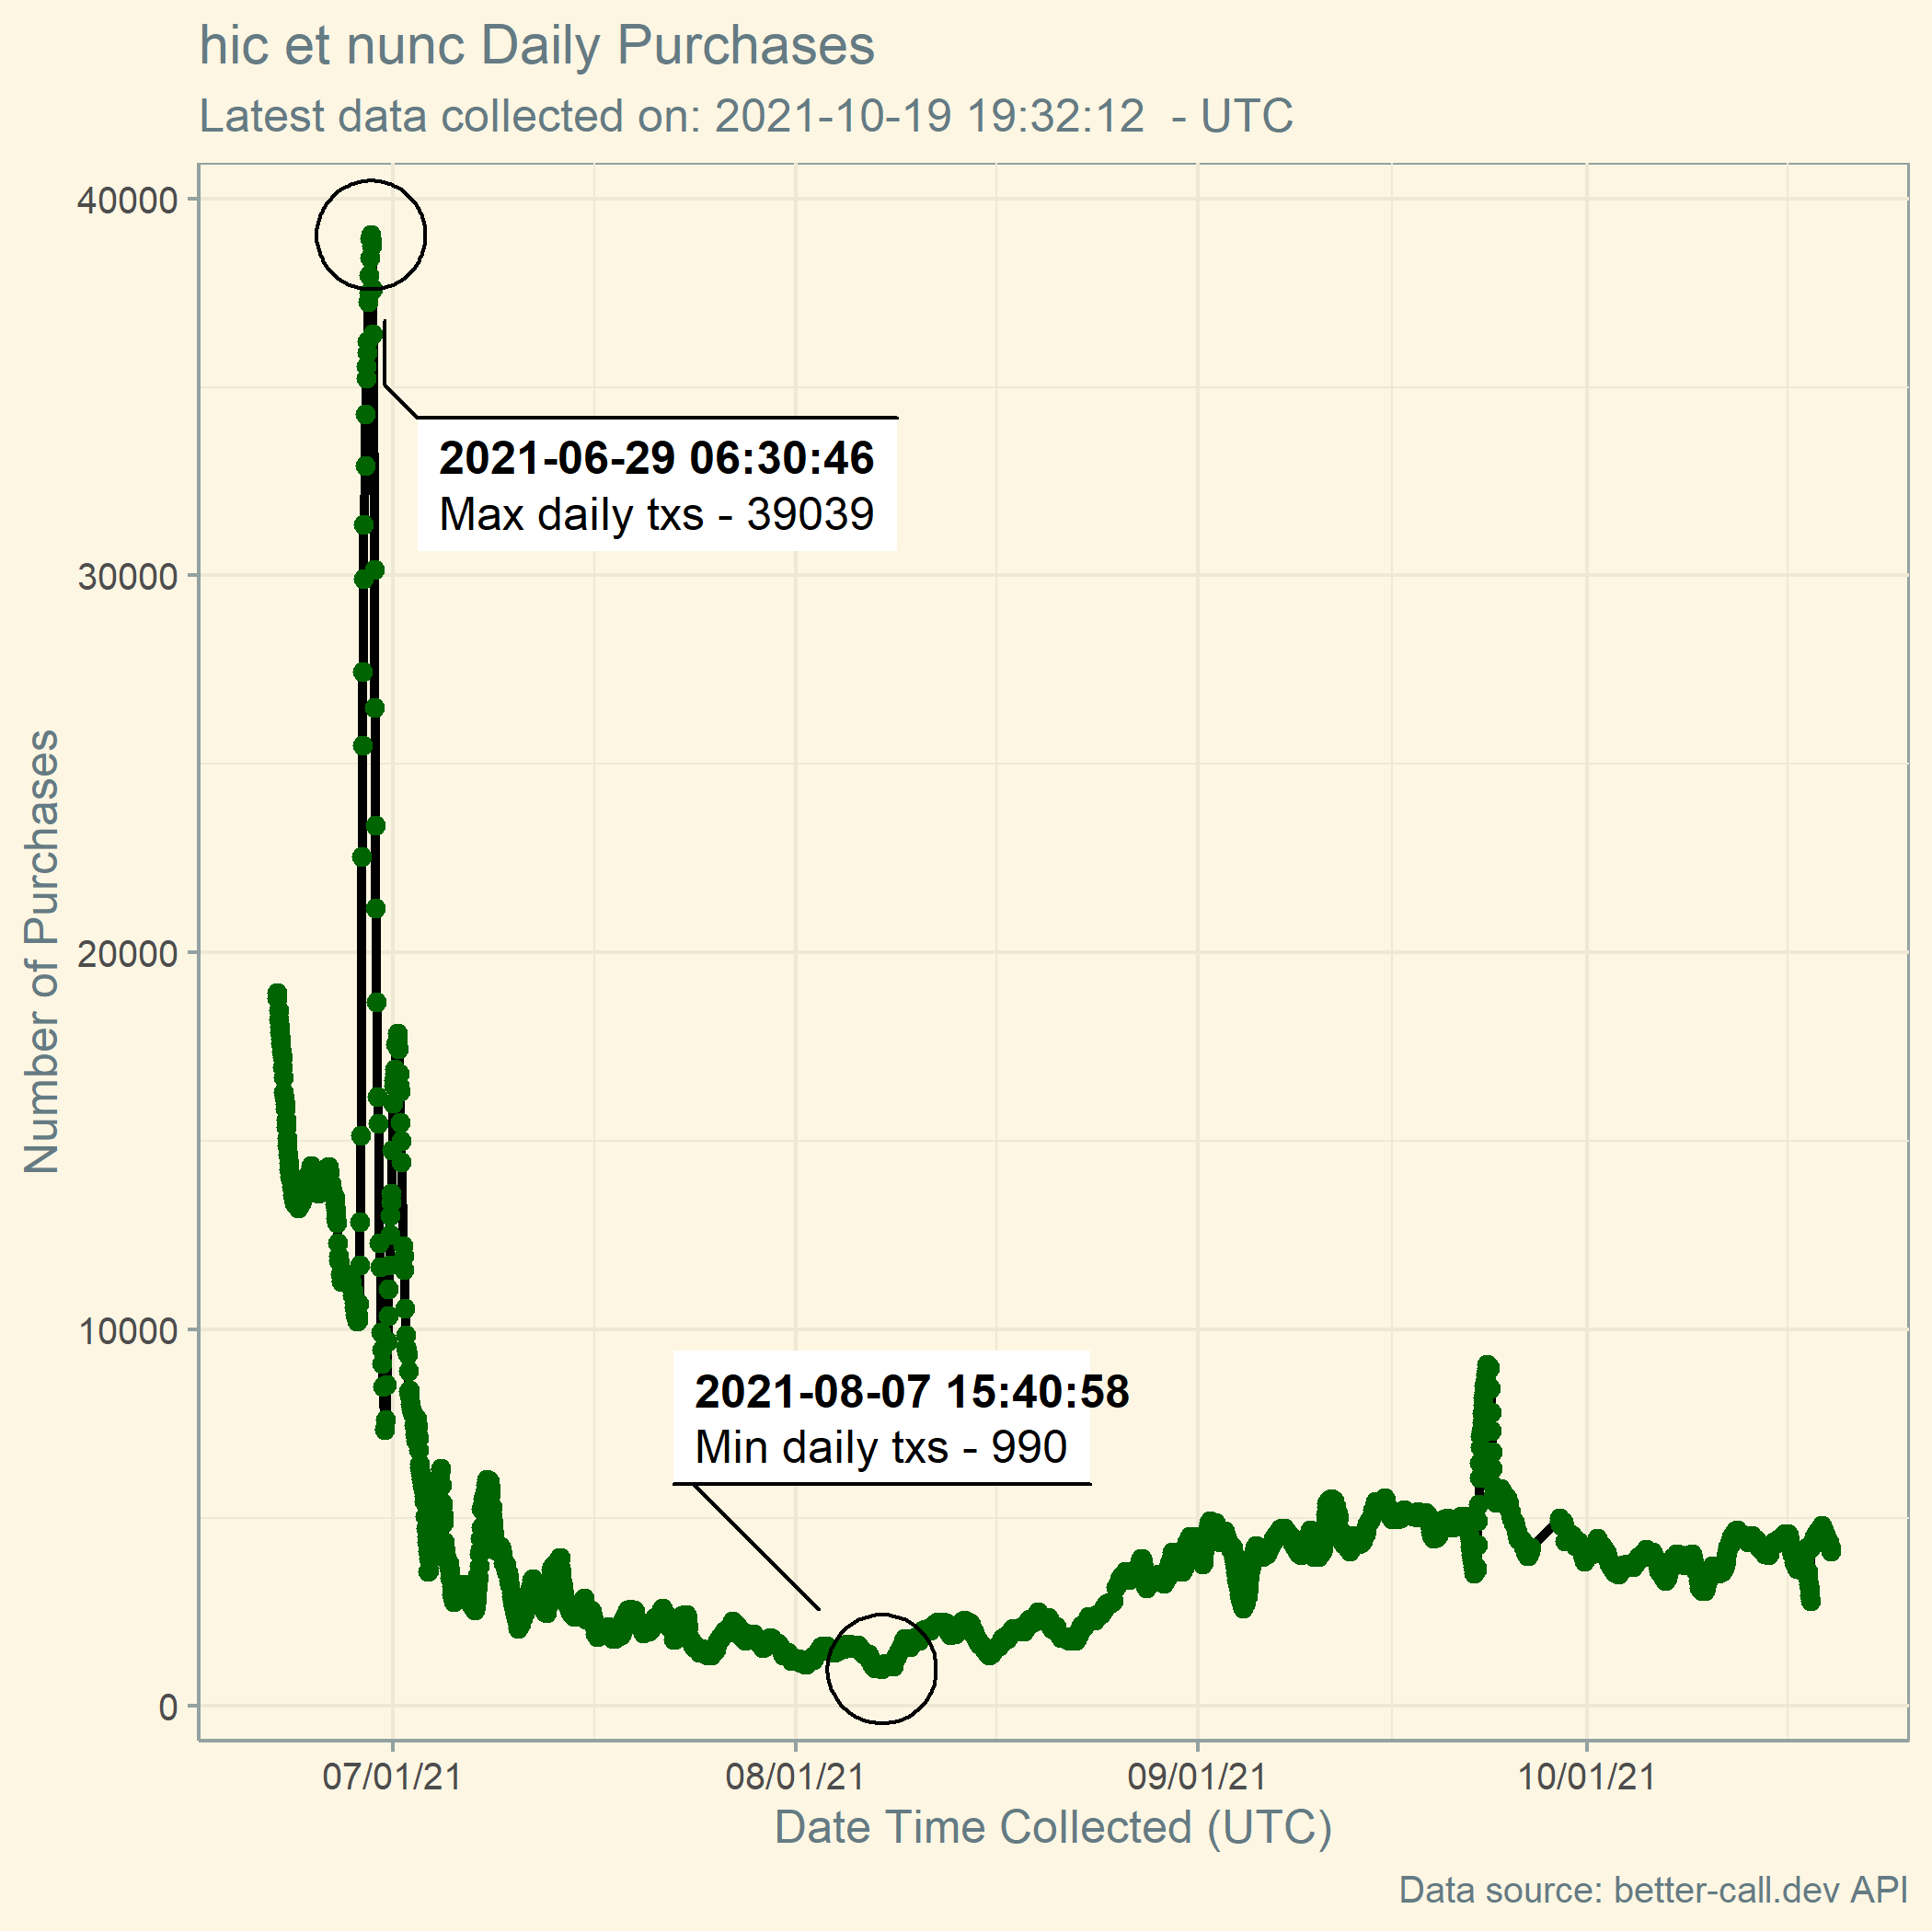 hic et nunc Daily Purchases
Latest data collected on: 2021-10-19 19:32:12  - UTC
Number of Purchases
40000
30000
20000
10000
0
2021-06-29 06:30:46
Max daily txs - 39039
2021-08-07 15:40:58
Min daily txs - 990
07/01/21
08/01/21
09/01/21
10/01/21
Date Time Collected (UTC)
Data source: better-call.dev API